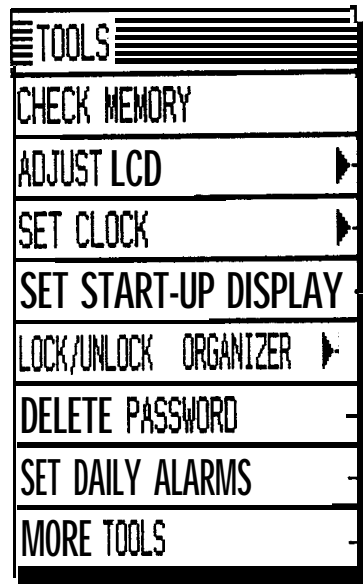 TOOLS
CHECK MEMORY
ADJUST LCD
SET CLOCK
SET START-UP DISPLAY
LOCK/UNLOCK ORGANIZER
DELETE PASSWORD
SET DAILY ALARMS
MORE TOOLS